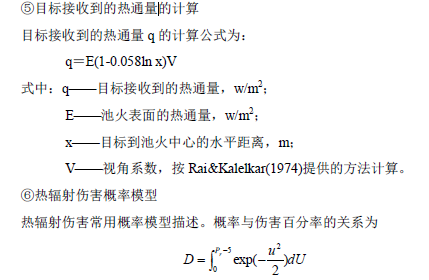 ⑤目标接收到的热通量的计算
目标接收到的热通量 q 的计算公式为：
q＝E(1-0.058ln x)V
式中：q——目标接收到的热通量，w/m²；
E——池火表面的热通量，w/m²；
x——目标到池火中心的水平距离，m；
V——视角系数，按 Rai&Kalelkar(1974)提供的方法计算。
⑥热辐射伤害概率模型
热辐射伤害常用概率模型描述。概率与伤害百分率的关系为
D = ∫₀^{P_r−5} exp(−u²/2)dU